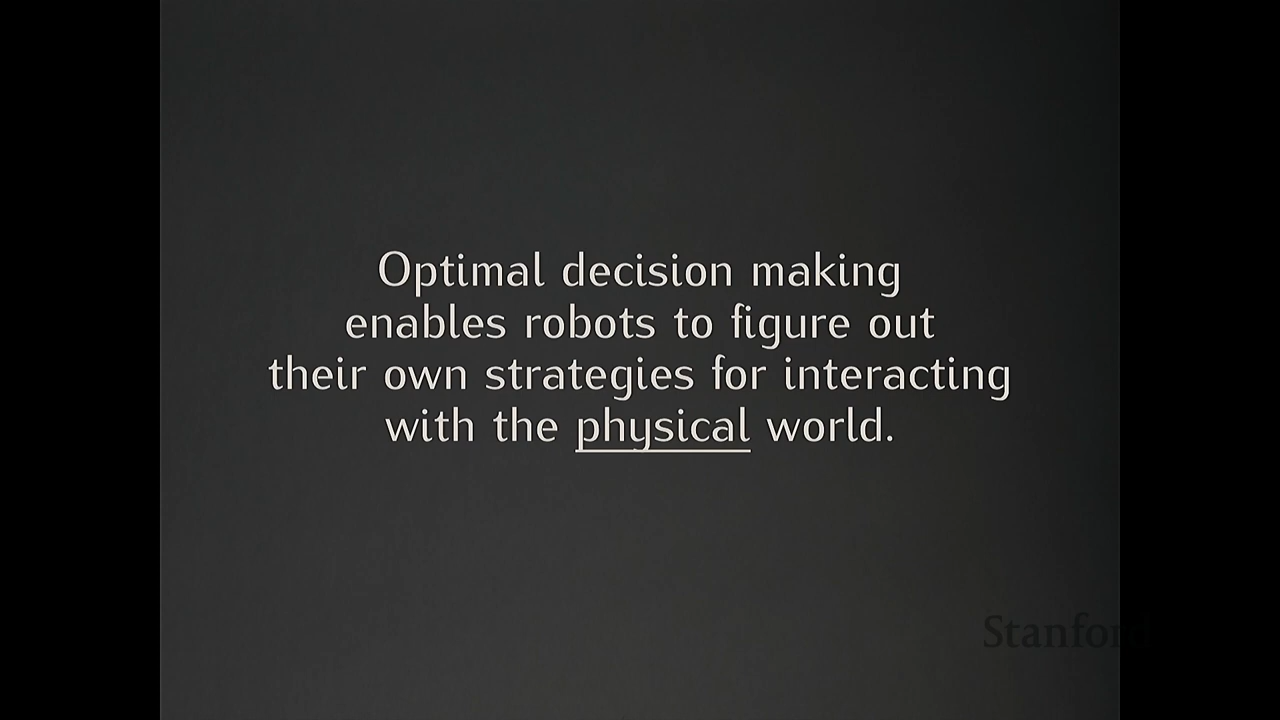 Optimal decision making
enables robots to figure out
their own strategies for interacting
with the physical world.
Stanford